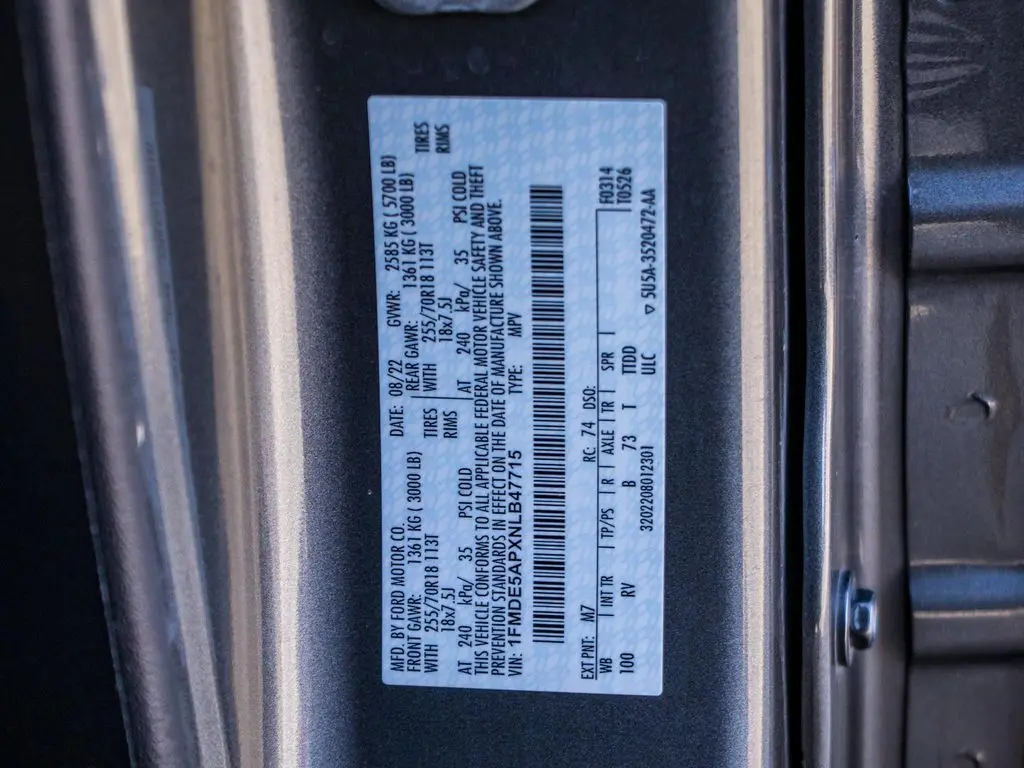 MFD. BY FORD MOTOR CO. DATE: 08/22 GVWR: 2585 KG ( 5700 LB)
FRONT GAWR: 1361 KG ( 3000 LB) REAR GAWR: 1361 KG ( 3000 LB)
WITH 255/70R18 113T TIRES WITH 255/70R18 113T TIRES
18x7.5J RIMS 18x7.5J RIMS
AT 240 kPa/ 35 PSI COLD AT 240 kPa/ 35 PSI COLD
THIS VEHICLE CONFORMS TO ALL APPLICABLE FEDERAL MOTOR VEHICLE SAFETY AND THEFT
PREVENTION STANDARDS IN EFFECT ON THE DATE OF MANUFACTURE SHOWN ABOVE.
VIN: 1FMDE5APXNLB47715 TYPE: MPV
EXT PNT: M7 RC: 74 DSO: F0314
WB INT TR TP/PS R AXLE TR SPR T0526
100 RV B 73 T TTDD
ULC
3202208012301 5U5A-3520472-AA